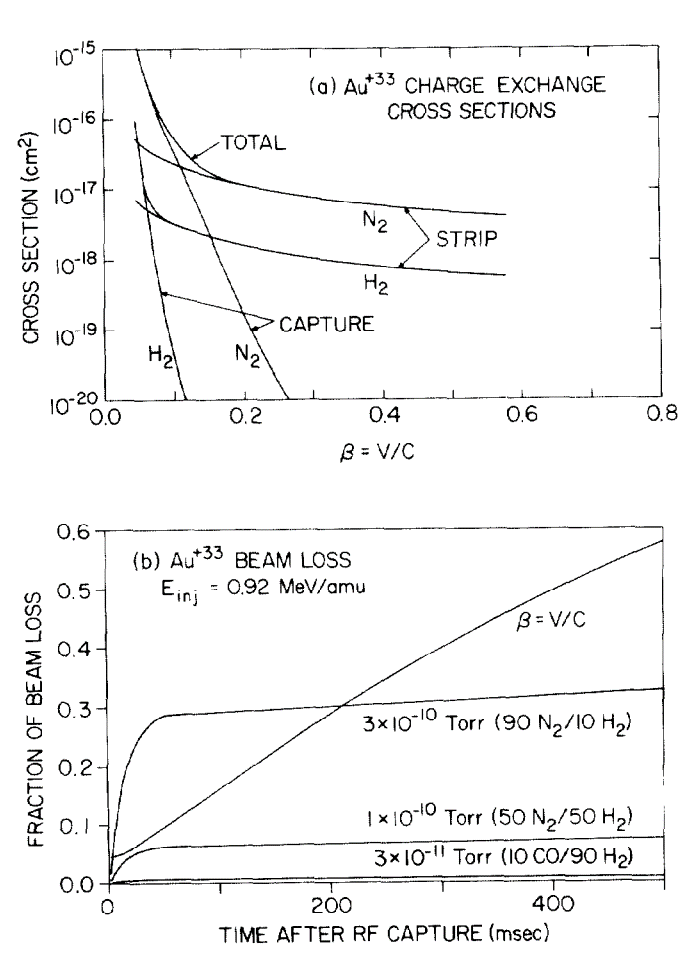 (a) Au+33 CHARGE EXCHANGE
CROSS SECTIONS
CROSS SECTION (cm²)
10⁻¹⁵
10⁻¹⁶
10⁻¹⁷
10⁻¹⁸
10⁻¹⁹
10⁻²⁰
TOTAL
N₂
STRIP
H₂
CAPTURE
H₂
N₂
0.0 0.2 0.4 0.6 0.8
β = V/C
(b) Au+33 BEAM LOSS
Einj = 0.92 MeV/amu
FRACTION OF BEAM LOSS
0.6
0.5
0.4
0.3
0.2
0.1
0.0
β = V/C
3×10⁻¹⁰ Torr (90 N₂/10 H₂)
1×10⁻¹⁰ Torr (50 N₂/50 H₂)
3×10⁻¹¹ Torr (10 CO/90 H₂)
0 200 400
TIME AFTER RF CAPTURE (msec)